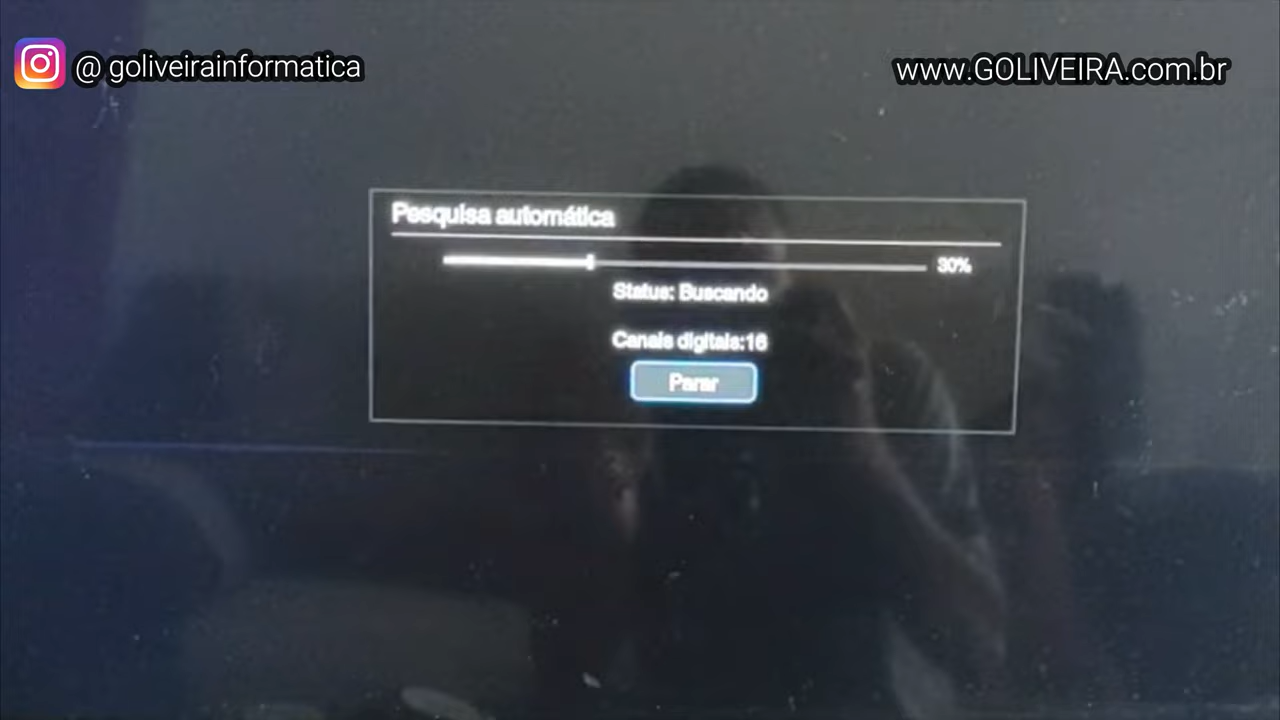 @ goliveirainformatica
www.GOLIVEIRA.com.br
Pesquisa automática
30%
Status: Buscando
Canais digitais:16
Parar